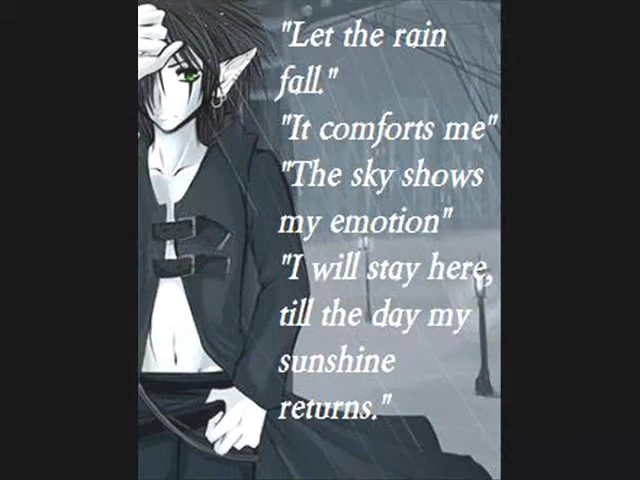 "Let the rain
fall."
"It comforts me"
"The sky shows
my emotion"
"I will stay here,
till the day my
sunshine
returns."